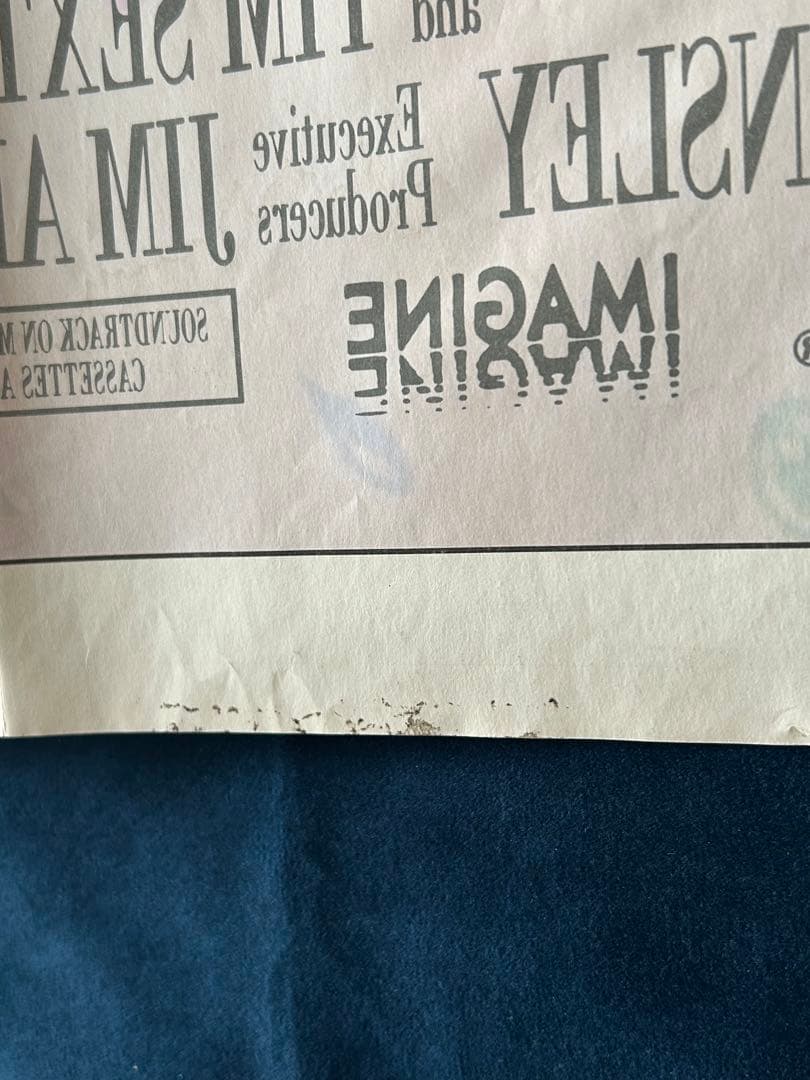 and TIM SEXT
NSLEY Executive Producers JIM A
® IMAGINE
SOUNDTRACK ON M
CASSETTES A